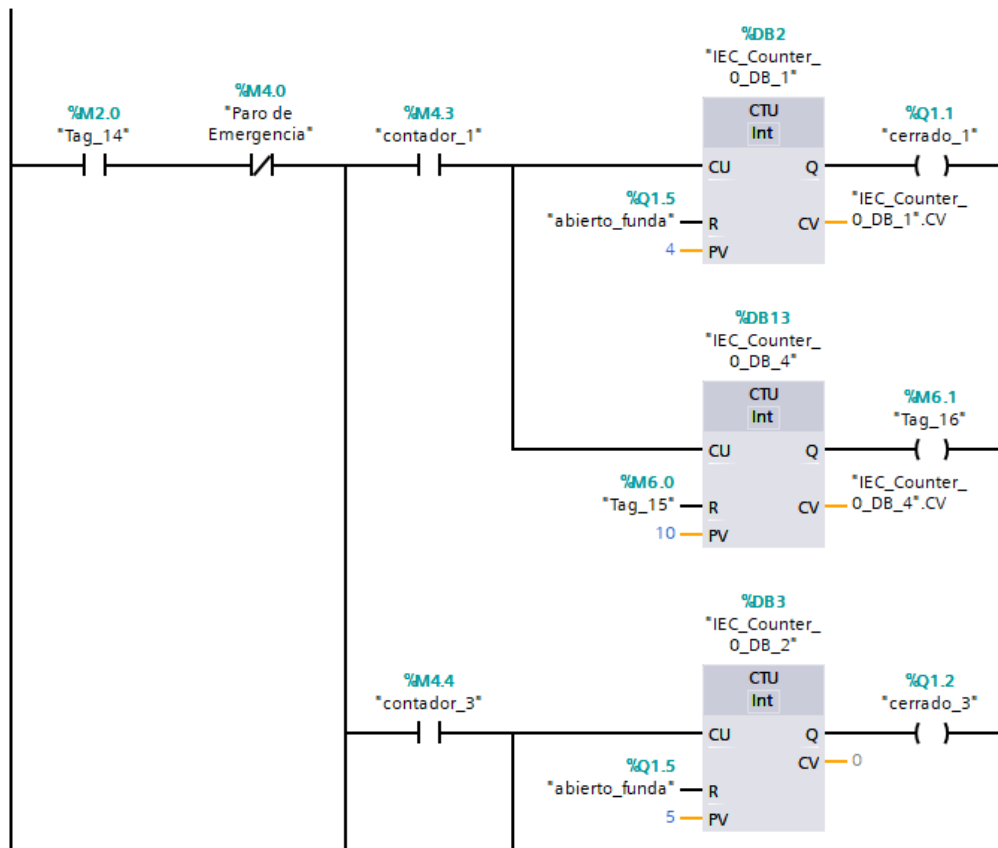 %DB2
"IEC_Counter_
0_DB_1"
%M2.0
"Tag_14"
%M4.0
"Paro de
Emergencia"
%M4.3
"contador_1"
CTU
Int
%Q1.1
"cerrado_1"
CU
Q
%Q1.5
"abierto_funda"
R
CV
"IEC_Counter_
0_DB_1".CV
4
PV
%DB13
"IEC_Counter_
0_DB_4"
CTU
Int
%M6.1
"Tag_16"
CU
Q
%M6.0
"Tag_15"
R
CV
"IEC_Counter_
0_DB_4".CV
10
PV
%DB3
"IEC_Counter_
0_DB_2"
%M4.4
"contador_3"
CTU
Int
%Q1.2
"cerrado_3"
CU
Q
CV
0
%Q1.5
"abierto_funda"
R
5
PV